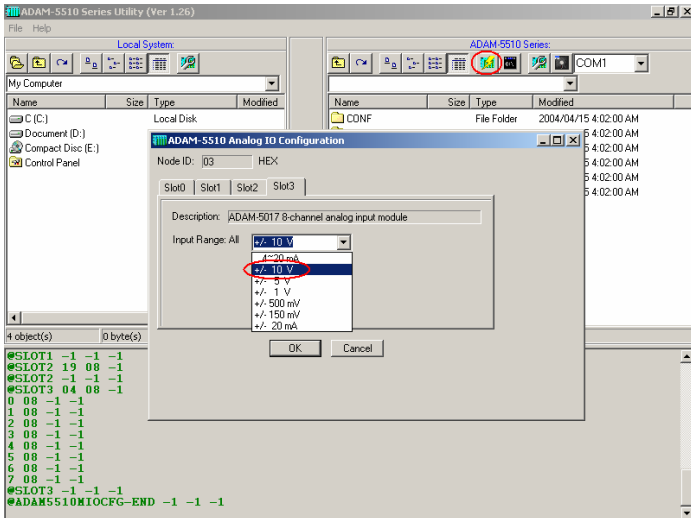 ADAM-5510 Series Utility (Ver 1.26)
File Help
Local System:
ADAM-5510 Series:
COM1
My Computer
Name Size Type Modified
C (C:) Local Disk
Document (D:)
Compact Disc (E:)
Control Panel
Name Size Type Modified
CONF File Folder 2004/04/15 4:02:00 AM
5 4:02:00 AM
5 4:02:00 AM
5 4:02:00 AM
5 4:02:00 AM
5 4:02:00 AM
ADAM-5510 Analog IO Configuration
Node ID: 03 HEX
Slot0 Slot1 Slot2 Slot3
Description: ADAM-5017 8-channel analog input module
Input Range: All +/- 10 V
4~20 mA
+/- 10 V
+/- 5 V
+/- 1 V
+/- 500 mV
+/- 150 mV
+/- 20 mA
OK Cancel
4 object(s) 0 byte(s)
@SLOT1 -1 -1 -1
@SLOT2 19 08 -1
@SLOT2 -1 -1 -1
@SLOT3 04 08 -1
0 08 -1 -1
1 08 -1 -1
2 08 -1 -1
3 08 -1 -1
4 08 -1 -1
5 08 -1 -1
6 08 -1 -1
7 08 -1 -1
@SLOT3 -1 -1 -1
@ADAM5510MIOCFG-END -1 -1 -1